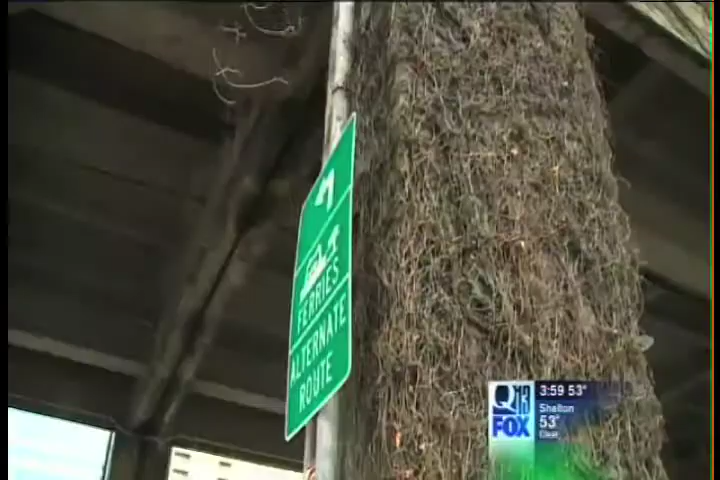 FERRIES
ALTERNATE
ROUTE
Q13
FOX
3:59 53°
Shelton
53°
Clear